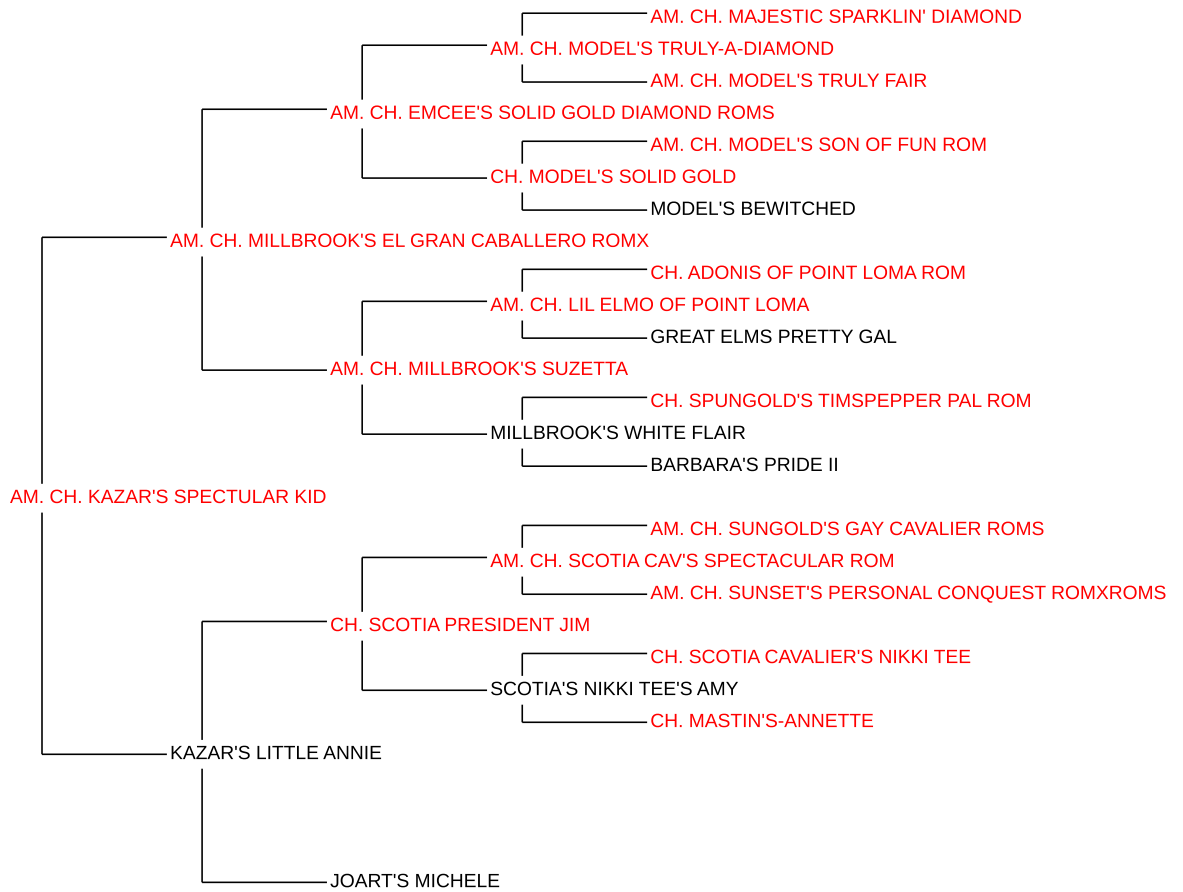 AM. CH. MAJESTIC SPARKLIN' DIAMOND
AM. CH. MODEL'S TRULY-A-DIAMOND
AM. CH. MODEL'S TRULY FAIR
AM. CH. EMCEE'S SOLID GOLD DIAMOND ROMS
AM. CH. MODEL'S SON OF FUN ROM
CH. MODEL'S SOLID GOLD
MODEL'S BEWITCHED
AM. CH. MILLBROOK'S EL GRAN CABALLERO ROMX
CH. ADONIS OF POINT LOMA ROM
AM. CH. LIL ELMO OF POINT LOMA
GREAT ELMS PRETTY GAL
AM. CH. MILLBROOK'S SUZETTA
CH. SPUNGOLD'S TIMSPEPPER PAL ROM
MILLBROOK'S WHITE FLAIR
BARBARA'S PRIDE II
AM. CH. KAZAR'S SPECTULAR KID
AM. CH. SUNGOLD'S GAY CAVALIER ROMS
AM. CH. SCOTIA CAV'S SPECTACULAR ROM
AM. CH. SUNSET'S PERSONAL CONQUEST ROMXROMS
CH. SCOTIA PRESIDENT JIM
CH. SCOTIA CAVALIER'S NIKKI TEE
SCOTIA'S NIKKI TEE'S AMY
CH. MASTIN'S-ANNETTE
KAZAR'S LITTLE ANNIE
JOART'S MICHELE